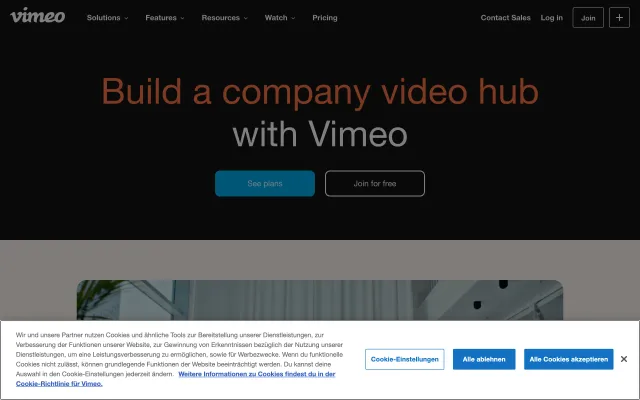 vimeo Solutions Features Resources Watch Pricing Contact Sales Log in Join
Build a company video hub
with Vimeo
See plans Join for free
Wir und unsere Partner nutzen Cookies und ähnliche Tools zur Bereitstellung unserer Dienstleistungen, zur
Verbesserung der Funktionen unserer Website, zur Gewinnung von Erkenntnissen bezüglich der Nutzung unserer
Dienstleistungen, um eine Leistungsverbesserung zu ermöglichen, sowie für Werbezwecke. Wenn du funktionelle
Cookies nicht zulässt, können grundlegende Funktionen der Website beeinträchtigt werden. Du kannst deine
Auswahl in den Cookie-Einstellungen jederzeit ändern. Weitere Informationen zu Cookies findest du in der
Cookie-Richtlinie für Vimeo.
Cookie-Einstellungen Alle ablehnen Alle Cookies akzeptieren